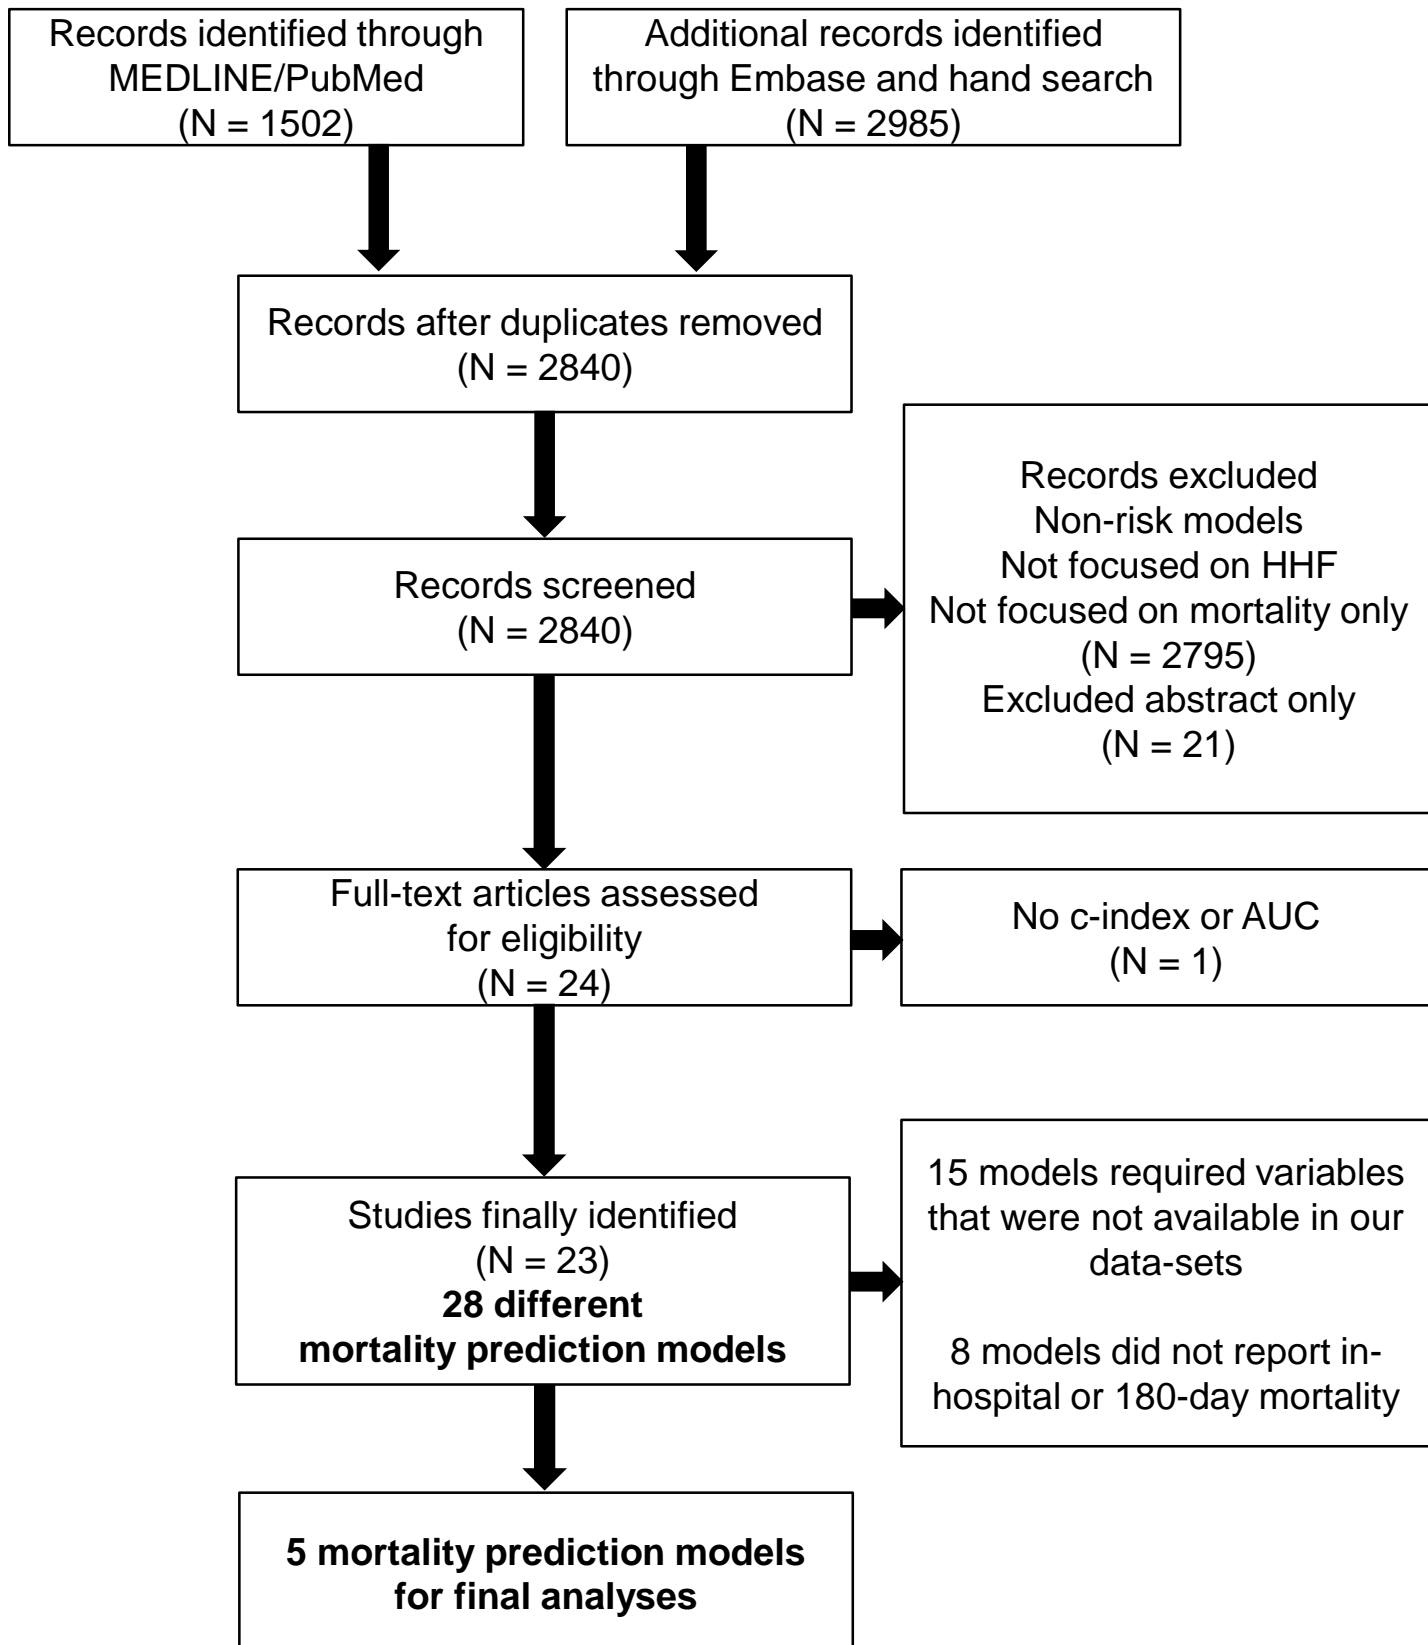 Records identified through
MEDLINE/PubMed
(N = 1502)
Additional records identified
through Embase and hand search
(N = 2985)
Records after duplicates removed
(N = 2840)
Records screened
(N = 2840)
Records excluded
Non-risk models
Not focused on HHF
Not focused on mortality only
(N = 2795)
Excluded abstract only
(N = 21)
Full-text articles assessed
for eligibility
(N = 24)
No c-index or AUC
(N = 1)
Studies finally identified
(N = 23)
28 different
mortality prediction models
15 models required variables
that were not available in our
data-sets
8 models did not report in-
hospital or 180-day mortality
5 mortality prediction models
for final analyses